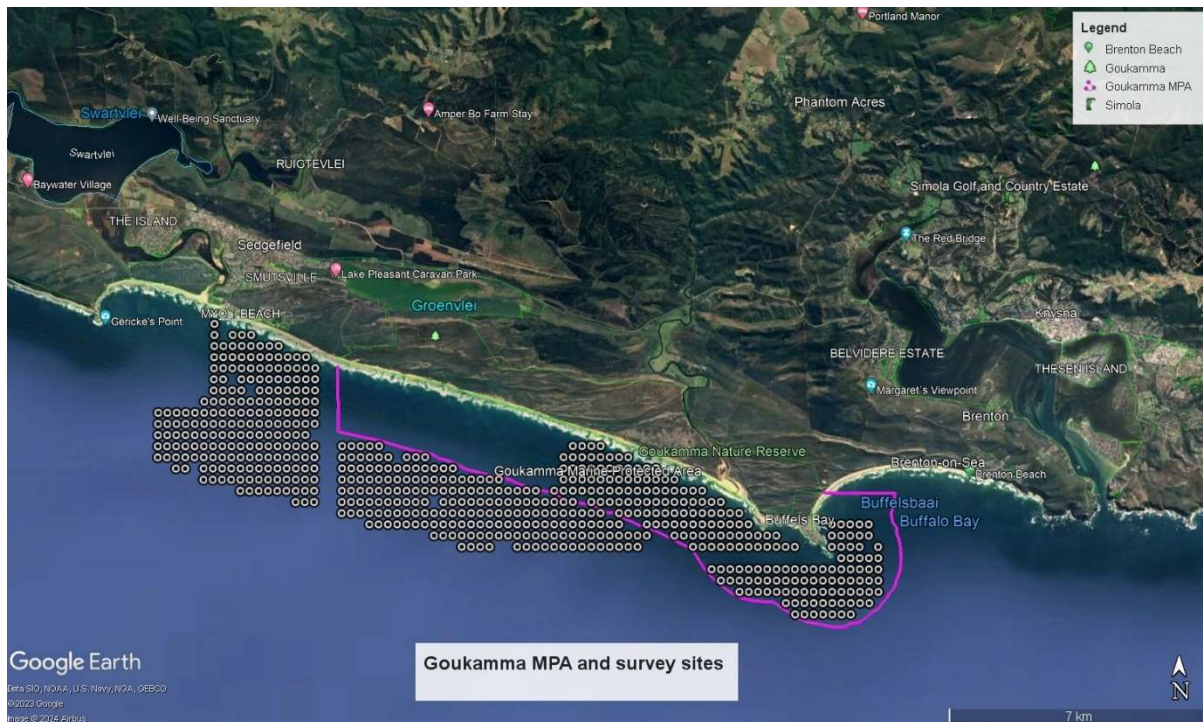 Portland Manor
Legend
Brenton Beach
Goukamma
Goukamma MPA
Simola
Phantom Acres
Swartvlei
Well-Being Sanctuary
Amper Bo Farm Stay
Swartvlei
RUIGTEVLEI
Baywater Village
Simola Golf and Country Estate
THE ISLAND
The Red Bridge
Sedgefield
SMUTSVILLE
Lake Pleasant Caravan Park
Groenvlei
MYOLI BEACH
Gericke's Point
Knysna
BELVIDERE ESTATE
THESEN ISLAND
Margaret's Viewpoint
Brenton
Goukamma Nature Reserve
Goukamma Marine Protected Area
Brenton-on-Sea
Brenton Beach
Buffelsbaai
Buffels Bay
Buffalo Bay
Goukamma MPA and survey sites
Google Earth
Data SIO, NOAA, U.S. Navy, NGA, GEBCO
©2023 Google
Image © 2024 Airbus
N
7 km